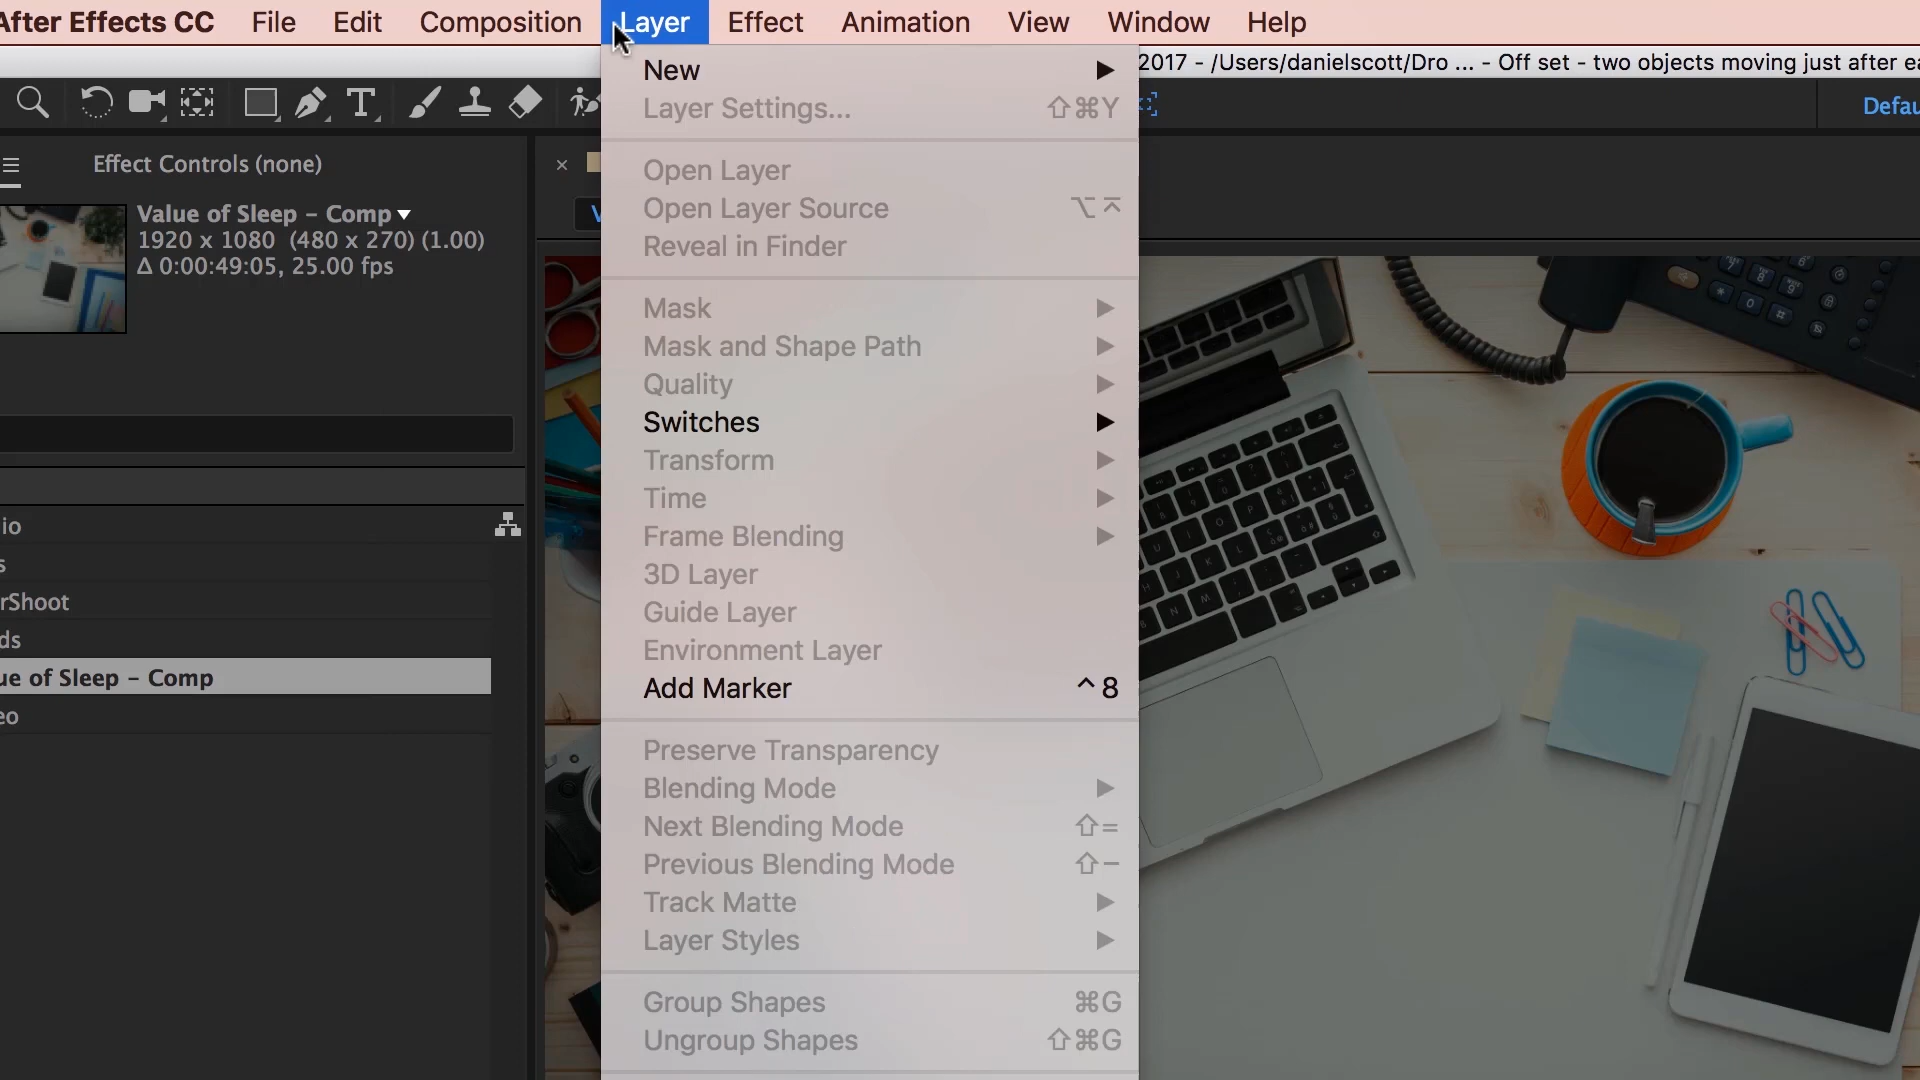 After Effects CC File Edit Composition Layer Effect Animation View Window Help
2017 - /Users/danielscott/Dro ... - Off set - two objects moving just after ea
Defau
Effect Controls (none)
Value of Sleep - Comp
1920 x 1080 (480 x 270) (1.00)
Δ 0:00:49:05, 25.00 fps
io
s
rShoot
ds
ue of Sleep - Comp
eo
New
Layer Settings... ⇧⌘Y
Open Layer
Open Layer Source ⌥⌤
Reveal in Finder
Mask
Mask and Shape Path
Quality
Switches
Transform
Time
Frame Blending
3D Layer
Guide Layer
Environment Layer
Add Marker ^8
Preserve Transparency
Blending Mode
Next Blending Mode ⇧=
Previous Blending Mode ⇧-
Track Matte
Layer Styles
Group Shapes ⌘G
Ungroup Shapes ⇧⌘G